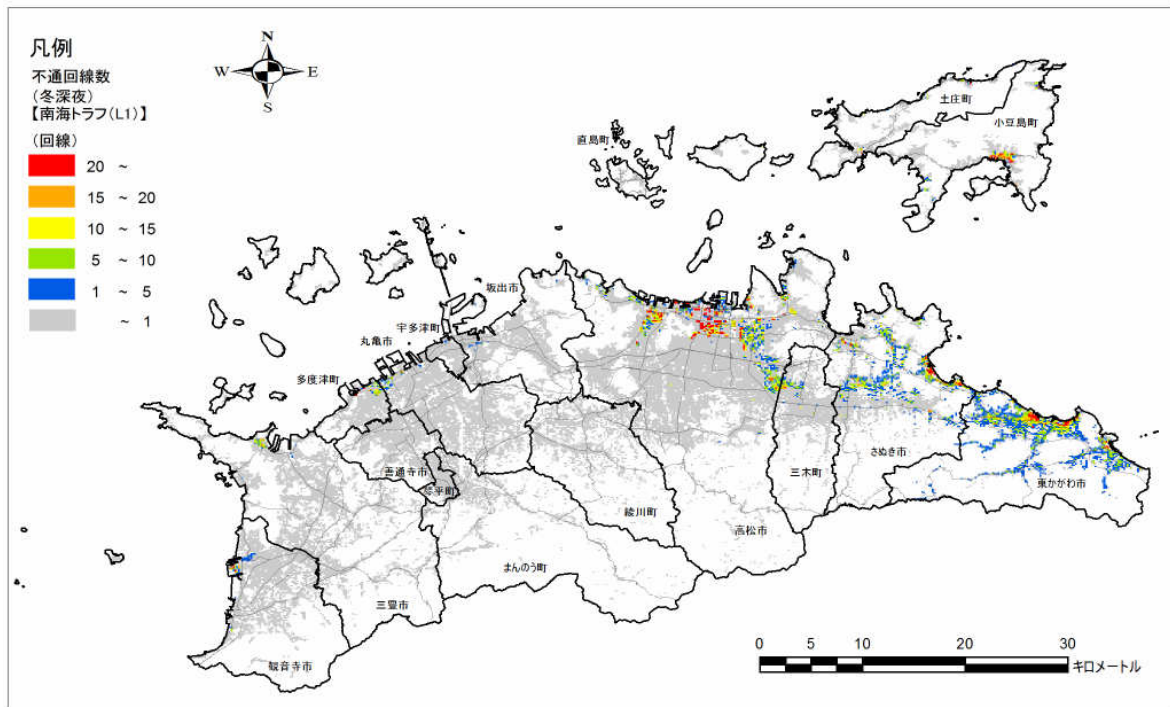 凡例
不通回線数
(冬深夜)
【南海トラフ(L1)】
(回線)
20 ~
15 ~ 20
10 ~ 15
5 ~ 10
1 ~ 5
~ 1
N
W E
S
土庄町
小豆島町
直島町
坂出市
宇多津町
丸亀市
多度津町
善通寺市
琴平町
三木町
さぬき市
東かがわ市
綾川町
高松市
まんのう町
三豊市
観音寺市
0 5 10 20 30
キロメートル